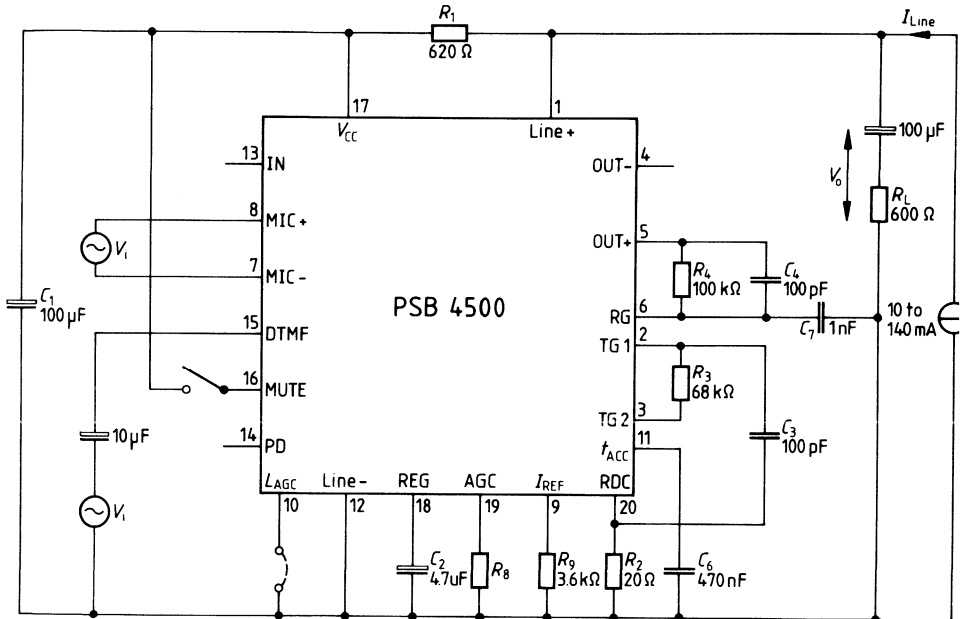 R₁
620 Ω
I_Line
17
1
V_CC
Line+
13
IN
OUT-
4
100 µF
V_o
R_L
600 Ω
8
MIC+
V_i
7
MIC-
5
OUT+
R₄
100 kΩ
C₄
100 pF
C₁
100 µF
PSB 4500
6
RG
C₇
1 nF
10 to
140 mA
15
DTMF
2
TG 1
R₃
68 kΩ
16
MUTE
3
TG 2
C₃
100 pF
10 µF
14
PD
11
t_ACC
L_AGC
Line-
REG
AGC
I_REF
RDC
10
12
18
19
9
20
V_i
C₂
4.7uF
R₈
R₉
3.6 kΩ
R₂
20 Ω
C₆
470 nF